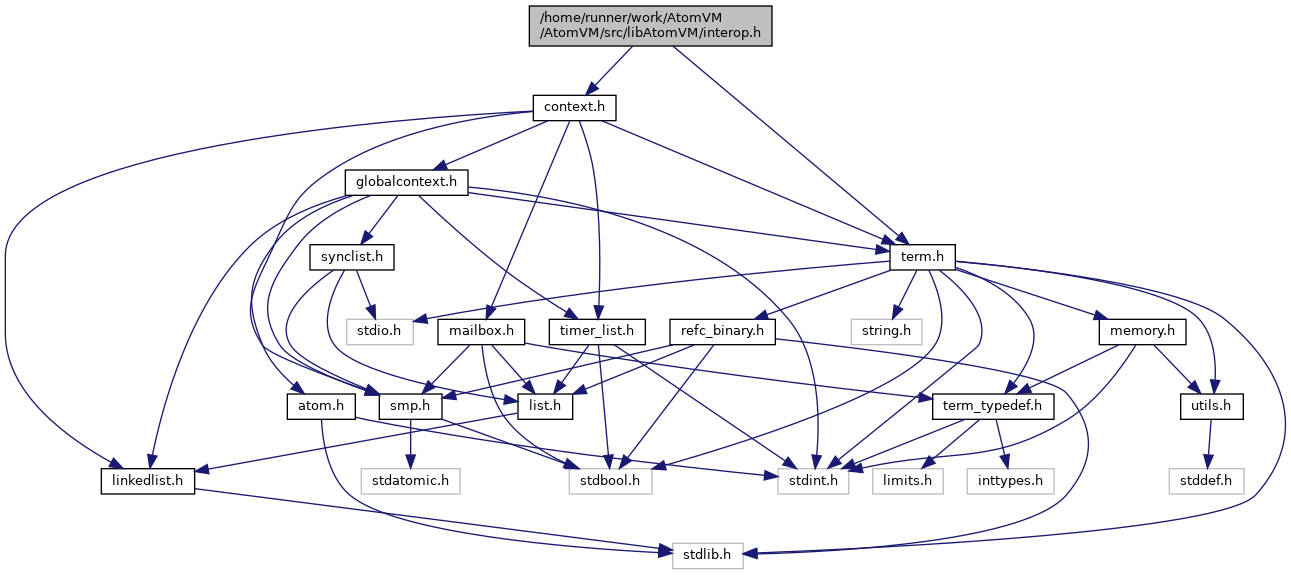 /home/runner/work/AtomVM
/AtomVM/src/libAtomVM/interop.h
context.h
globalcontext.h
synclist.h
term.h
stdio.h
mailbox.h
timer_list.h
refc_binary.h
string.h
memory.h
atom.h
smp.h
list.h
term_typedef.h
utils.h
linkedlist.h
stdatomic.h
stdbool.h
stdint.h
limits.h
inttypes.h
stddef.h
stdlib.h